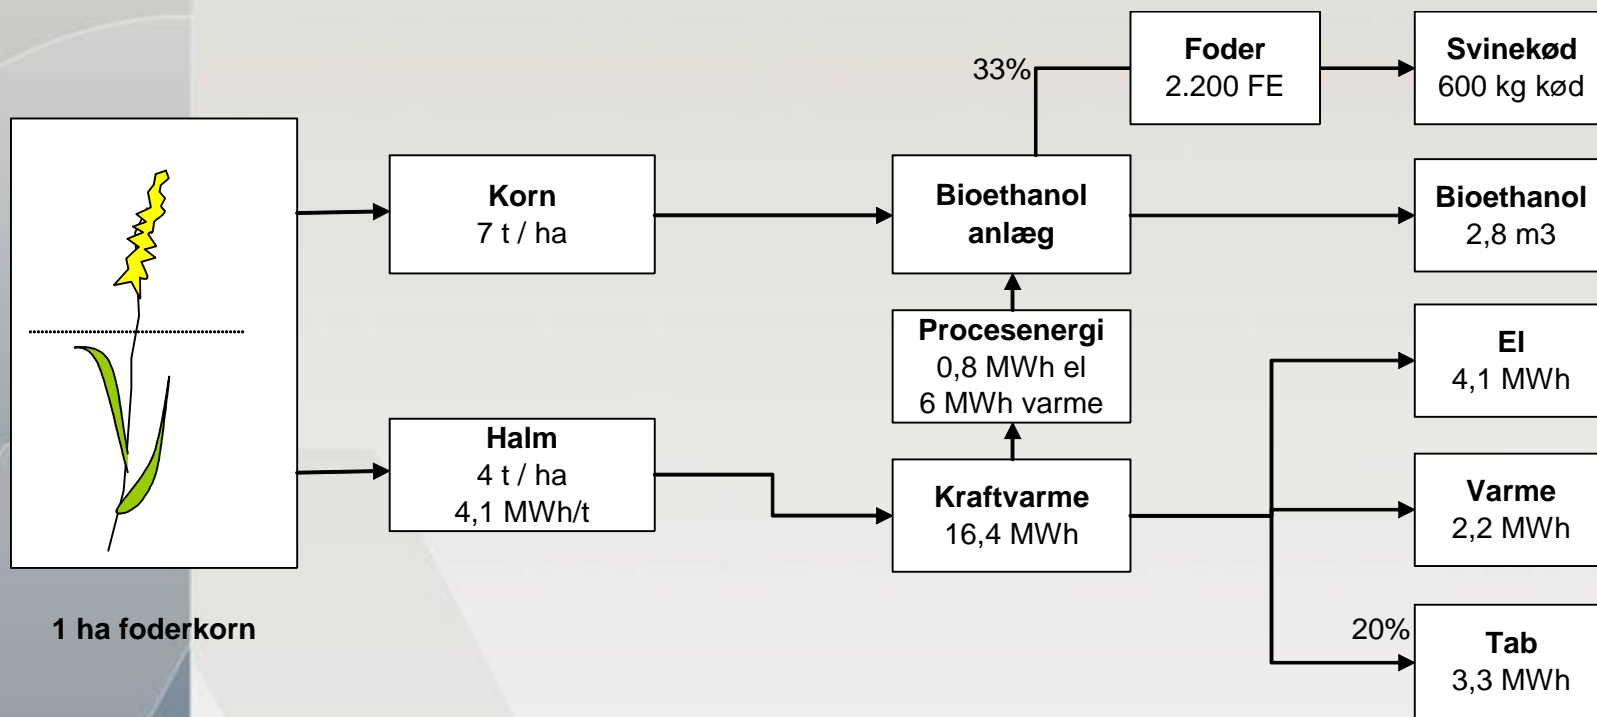 33%
Foder
2.200 FE
Svinekød
600 kg kød
Korn
7 t / ha
Bioethanol
anlæg
Bioethanol
2,8 m3
Procesenergi
0,8 MWh el
6 MWh varme
El
4,1 MWh
Halm
4 t / ha
4,1 MWh/t
Kraftvarme
16,4 MWh
Varme
2,2 MWh
1 ha foderkorn
20%
Tab
3,3 MWh